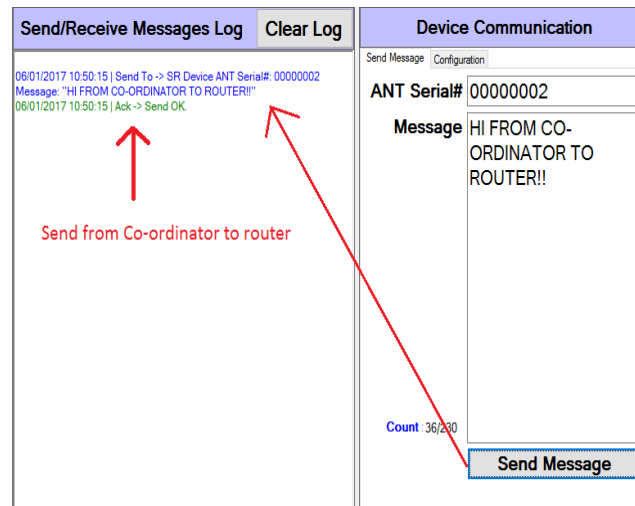 Send/Receive Messages Log
Clear Log
06/01/2017 10:50:15 | Send To -> SR Device ANT Serial#: 00000002
Message: "HI FROM CO-ORDINATOR TO ROUTER!!"
06/01/2017 10:50:15 | Ack -> Send OK.
Send from Co-ordinator to router
Device Communication
Send Message
Configuration
ANT Serial# 00000002
Message HI FROM CO-
ORDINATOR TO
ROUTER!!
Count : 36/230
Send Message